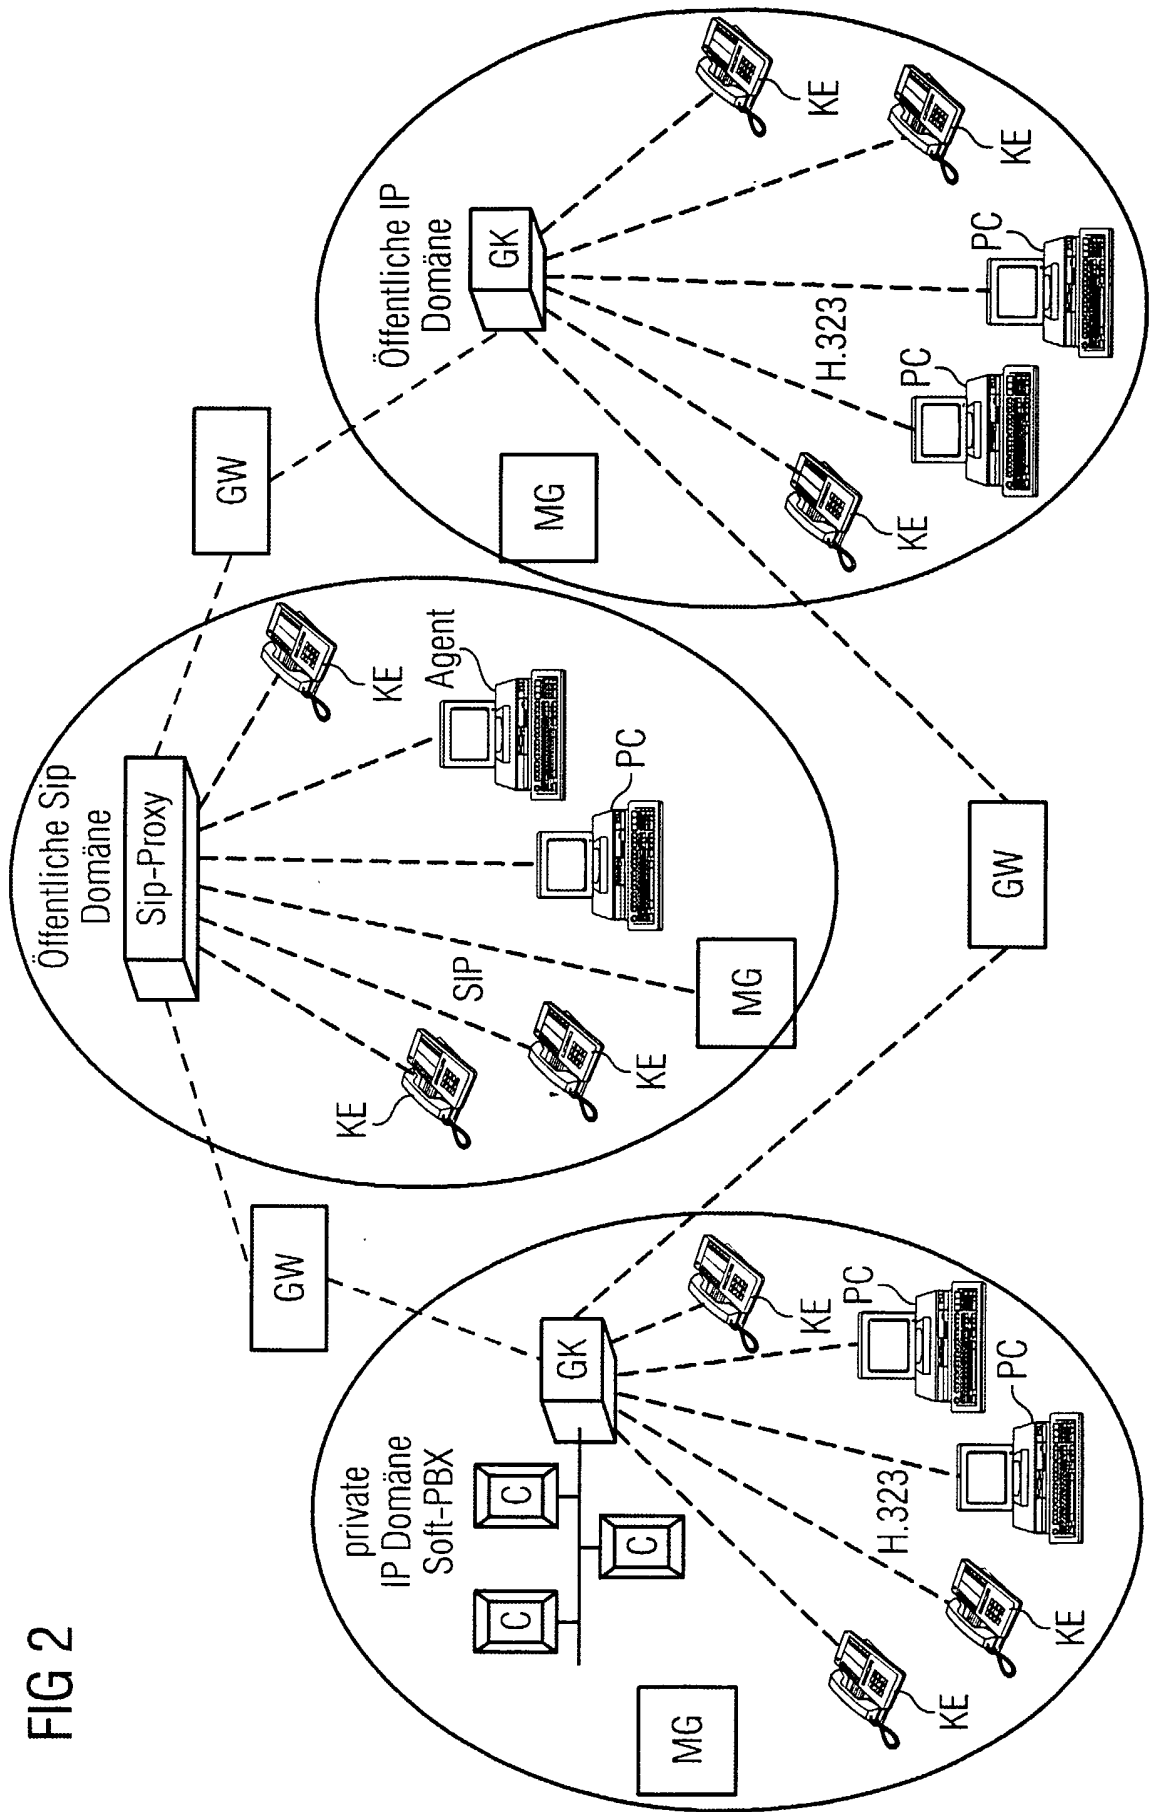 FIG 2
private
IP Domäne
Soft-PBX
C
C
C
GK
MG
KE
KE
H.323
PC
PC
KE
GW
Öffentliche Sip
Domäne
Sip-Proxy
KE
KE
SIP
MG
PC
Agent
KE
GW
GW
Öffentliche IP
Domäne
GK
MG
KE
H.323
PC
PC
KE
KE